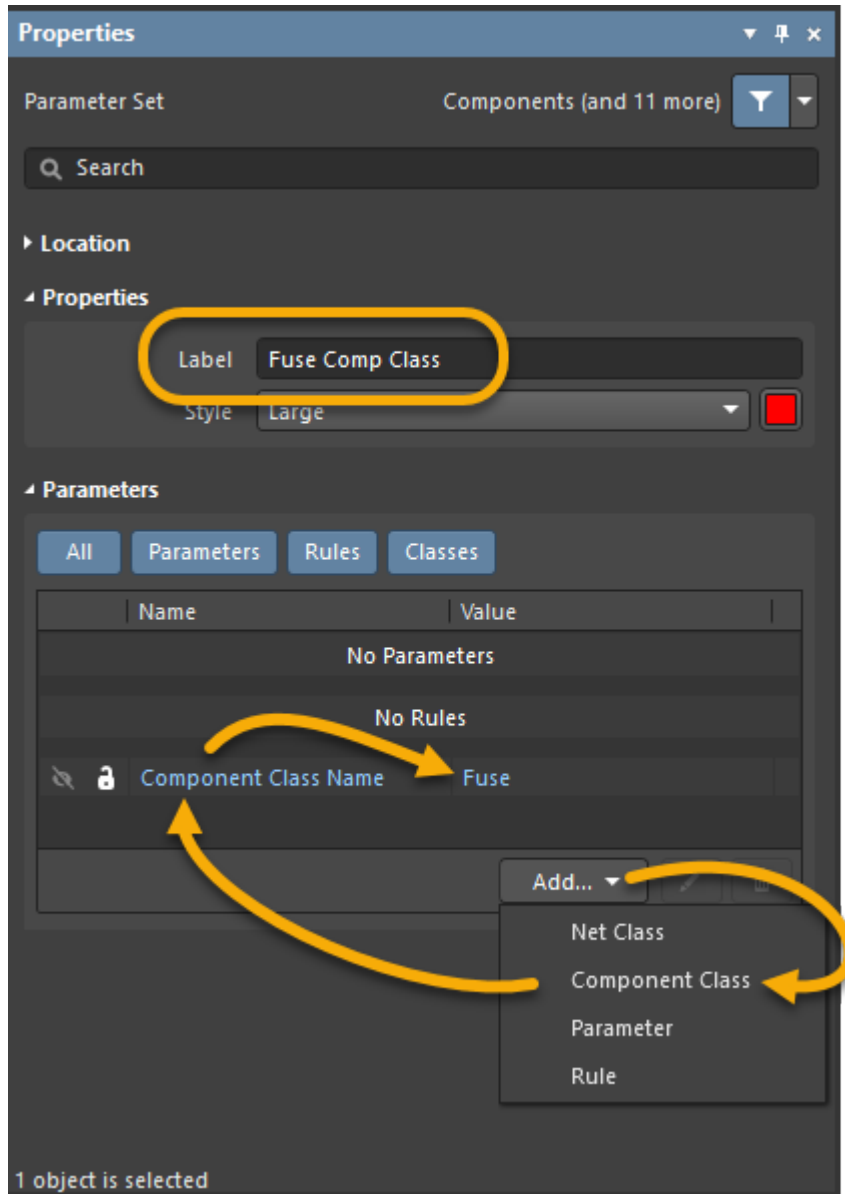 Properties
Parameter Set Components (and 11 more)
Search
Location
Properties
Label Fuse Comp Class
Style Large
Parameters
All Parameters Rules Classes
Name Value
No Parameters
No Rules
Component Class Name Fuse
Add...
Net Class
Component Class
Parameter
Rule
1 object is selected